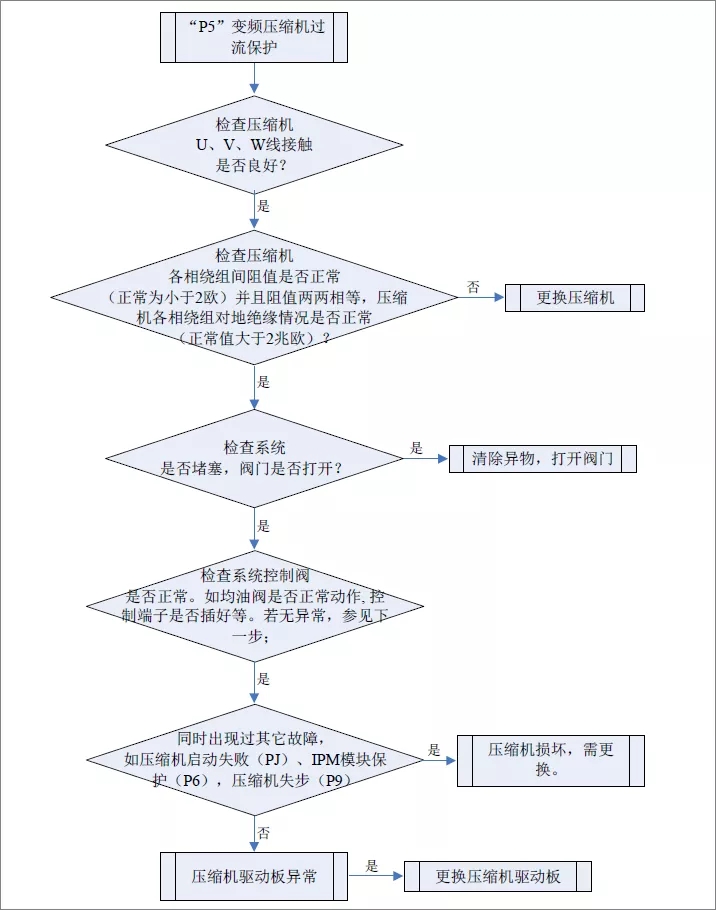 “P5”变频压缩机过
流保护
检查压缩机
U、V、W线接触
是否良好？
是
检查压缩机
各相绕组间阻值是否正常
（正常为小于2欧）并且阻值两两相等，压缩
机各相绕组对地绝缘情况是否正常
（正常值大于2兆欧）？
否
更换压缩机
是
检查系统
是否堵塞，阀门是否打开？
是
清除异物，打开阀门
是
检查系统控制阀
是否正常。如均油阀是否正常动作,控
制端子是否插好等。若无异常，参见下
一步；
是
同时出现过其它故障，
如压缩机启动失败（PJ）、IPM模块保
护（P6），压缩机失步（P9）
是
压缩机损坏，需更
换。
否
压缩机驱动板异常
是
更换压缩机驱动板